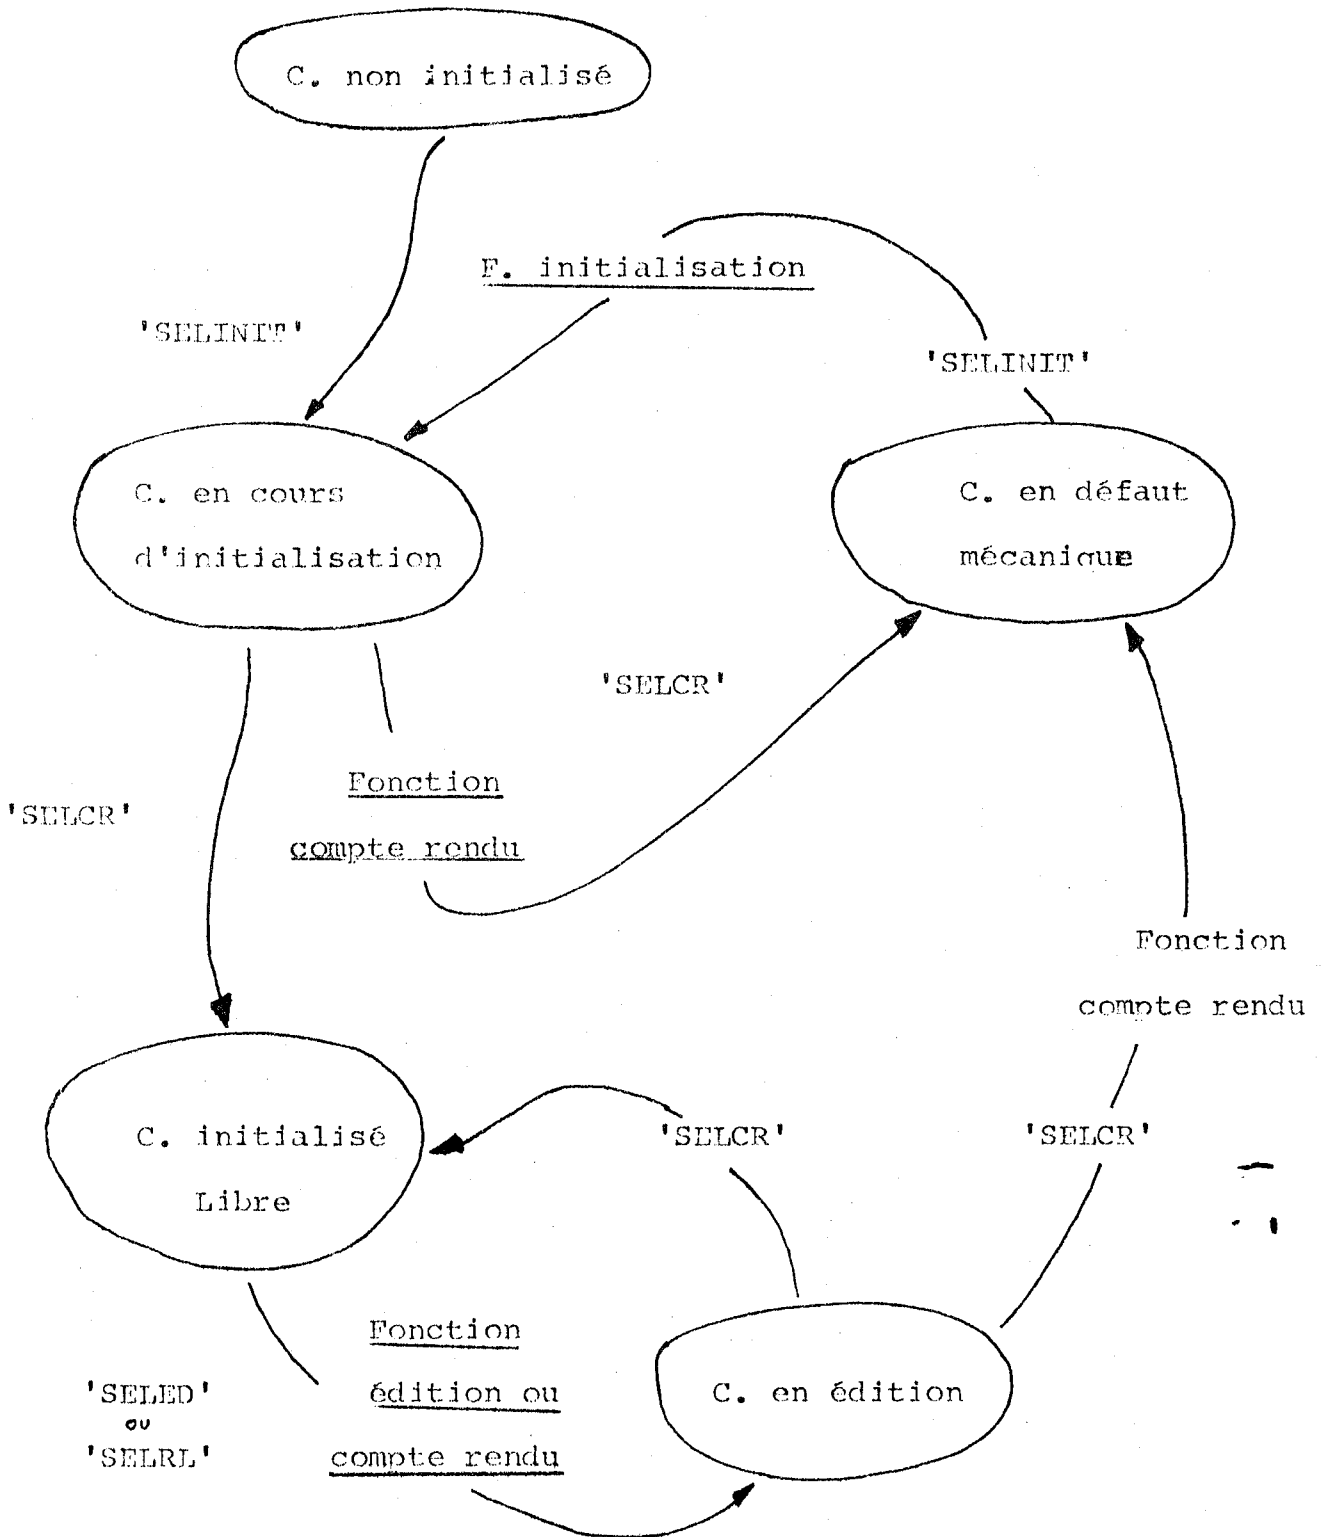 C. non initialisé
F. initialisation
'SELINIT'
'SELINIT'
C. en cours
d'initialisation
C. en défaut
mécanique
'SELCR'
Fonction
compte rendu
'SELCR'
Fonction
compte rendu
C. initialisé
Libre
'SELCR'
'SELCR'
Fonction
édition ou
compte rendu
'SELED'
ou
'SELRL'
C. en édition